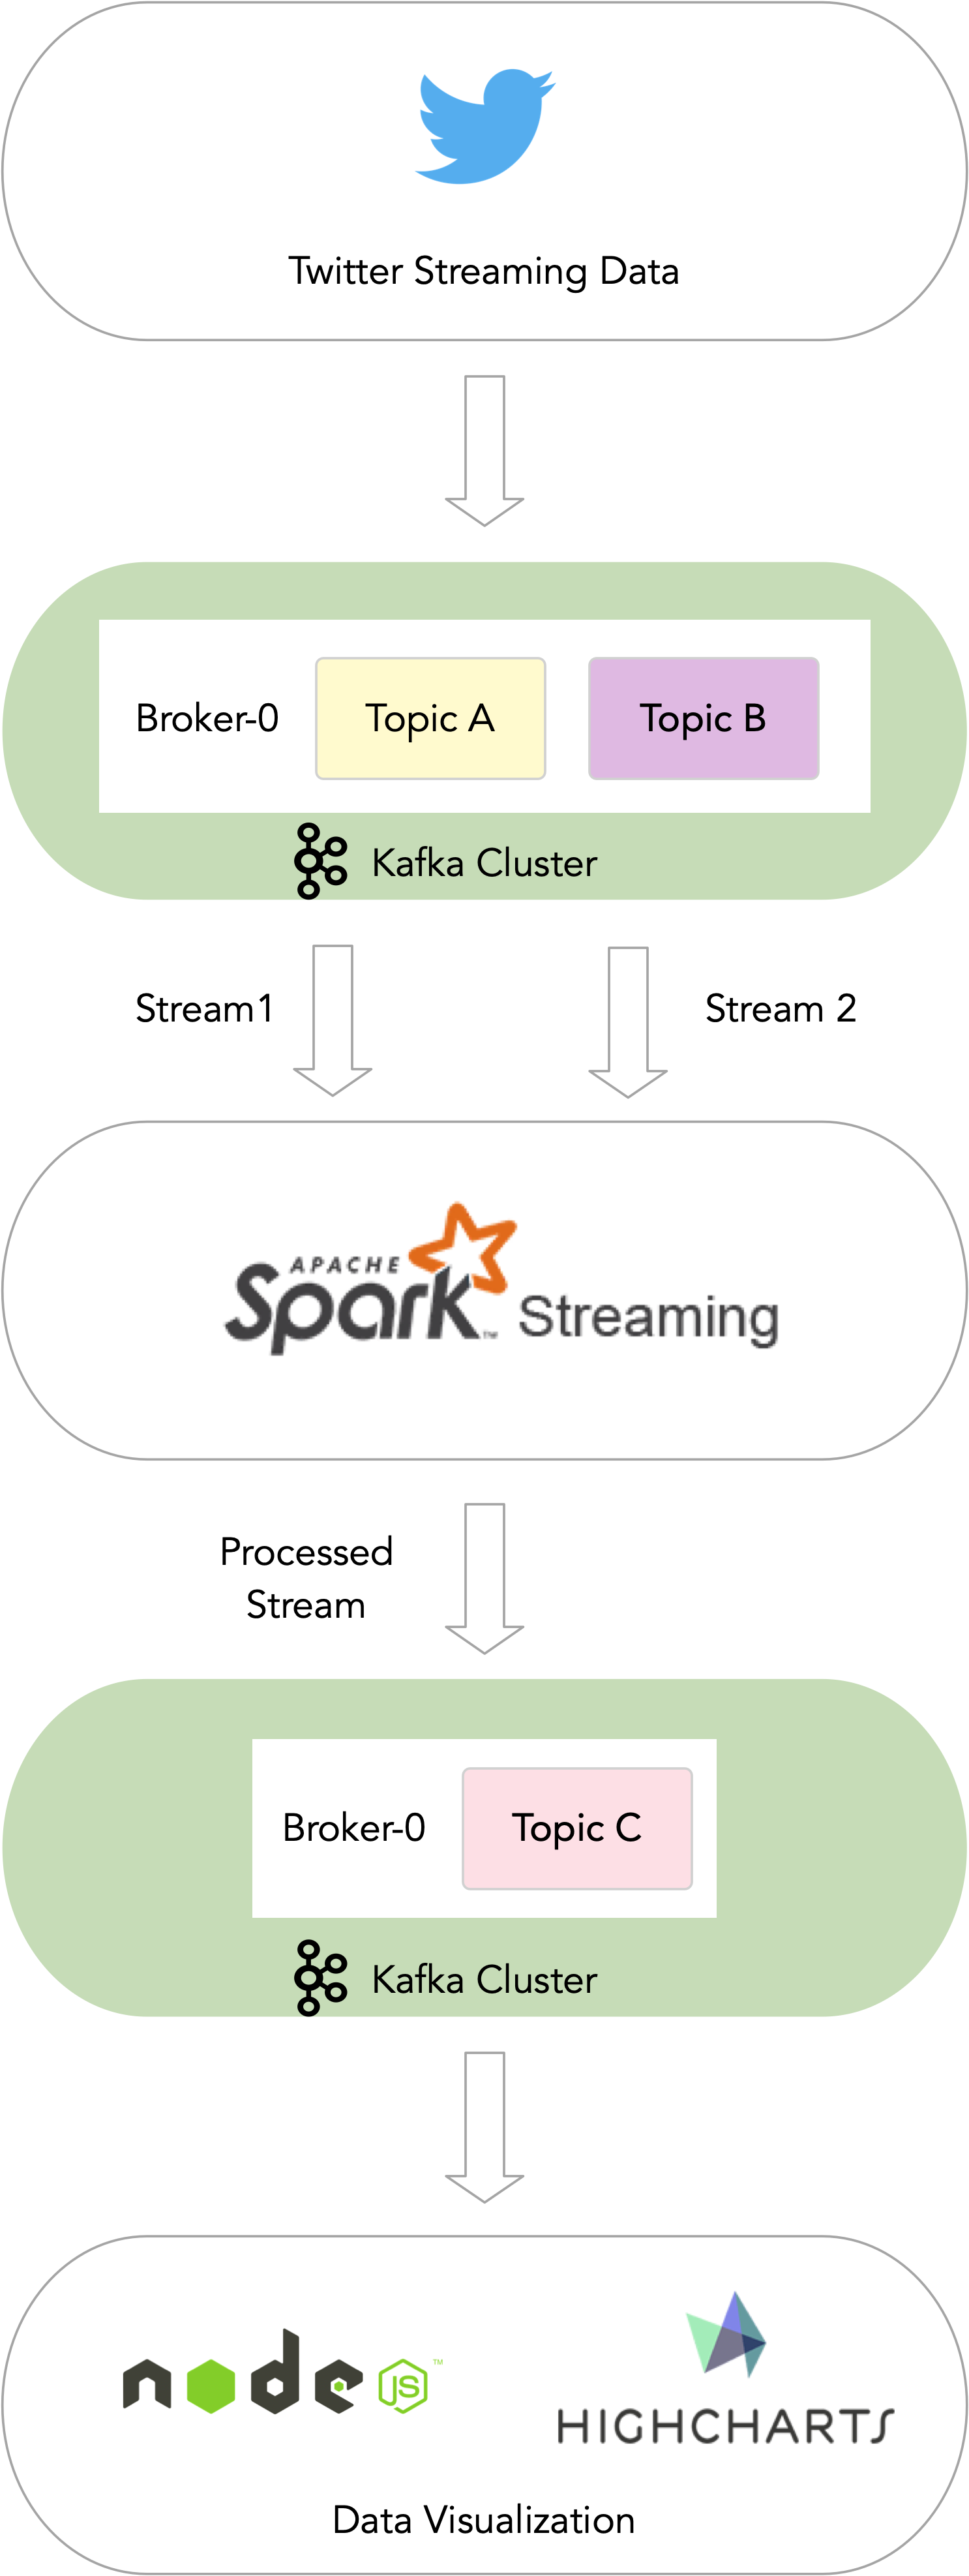 Twitter Streaming Data
Broker-0 Topic A Topic B
Kafka Cluster
Stream1 Stream 2
APACHE
Spark™ Streaming
Processed
Stream
Broker-0 Topic C
Kafka Cluster
node JS™
HIGHCHARTS
Data Visualization